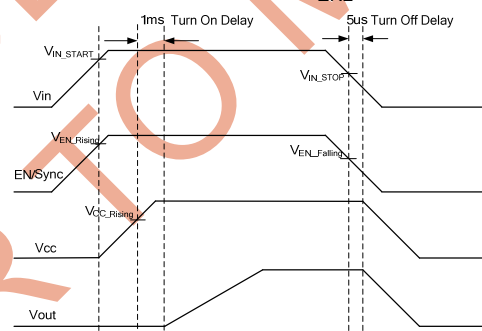 1ms Turn On Delay
5us Turn Off Delay
VIN_START
VIN_STOP
Vin
VEN_Rising
VEN_Falling
EN/Sync
VCC_Rising
Vcc
Vout